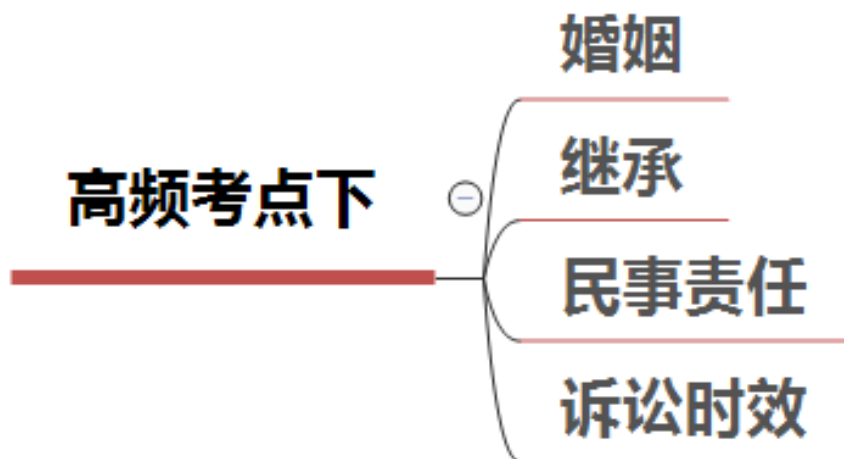 婚姻
继承
高频考点下
民事责任
诉讼时效